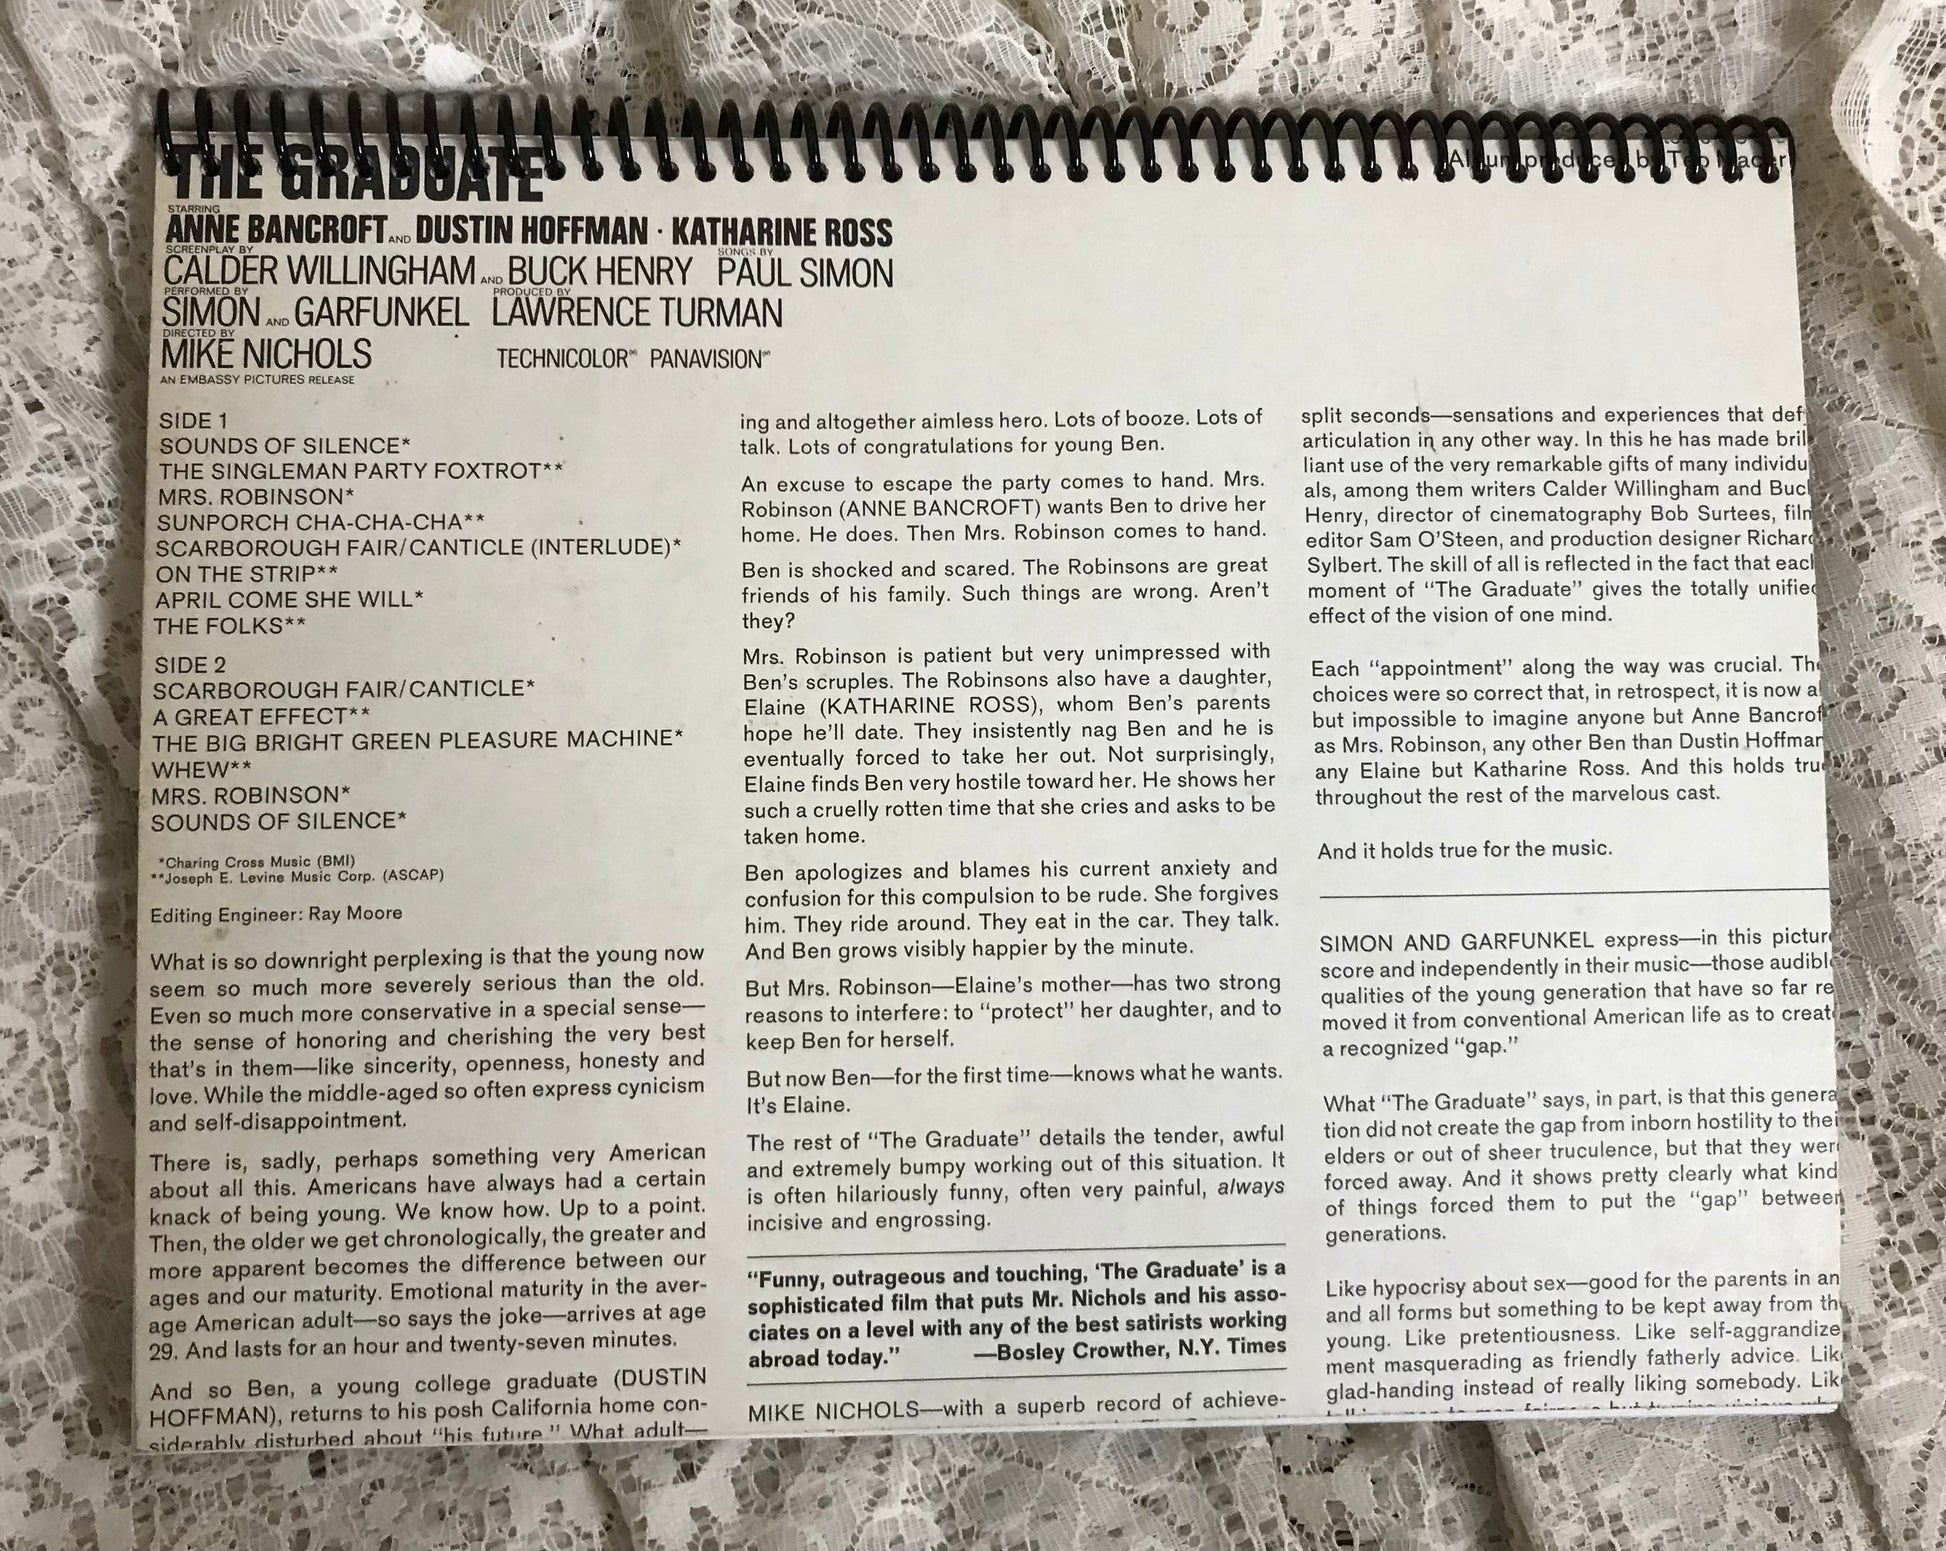 THE GRADUATE
Album produced by Teo Macero
STARRING
ANNE BANCROFT AND DUSTIN HOFFMAN · KATHARINE ROSS
SCREENPLAY BY SONGS BY
CALDER WILLINGHAM AND BUCK HENRY PAUL SIMON
PERFORMED BY PRODUCED BY
SIMON AND GARFUNKEL LAWRENCE TURMAN
DIRECTED BY
MIKE NICHOLS TECHNICOLOR® PANAVISION®
AN EMBASSY PICTURES RELEASE
SIDE 1
SOUNDS OF SILENCE*
THE SINGLEMAN PARTY FOXTROT**
MRS. ROBINSON*
SUNPORCH CHA-CHA-CHA**
SCARBOROUGH FAIR/CANTICLE (INTERLUDE)*
ON THE STRIP**
APRIL COME SHE WILL*
THE FOLKS**
SIDE 2
SCARBOROUGH FAIR/CANTICLE*
A GREAT EFFECT**
THE BIG BRIGHT GREEN PLEASURE MACHINE*
WHEW**
MRS. ROBINSON*
SOUNDS OF SILENCE*
*Charing Cross Music (BMI)
**Joseph E. Levine Music Corp. (ASCAP)
Editing Engineer: Ray Moore
What is so downright perplexing is that the young now
seem so much more severely serious than the old.
Even so much more conservative in a special sense—
the sense of honoring and cherishing the very best
that's in them—like sincerity, openness, honesty and
love. While the middle-aged so often express cynicism
and self-disappointment.
There is, sadly, perhaps something very American
about all this. Americans have always had a certain
knack of being young. We know how. Up to a point.
Then, the older we get chronologically, the greater and
more apparent becomes the difference between our
ages and our maturity. Emotional maturity in the aver-
age American adult—so says the joke—arrives at age
29. And lasts for an hour and twenty-seven minutes.
And so Ben, a young college graduate (DUSTIN
HOFFMAN), returns to his posh California home con-
siderably disturbed about "his future." What adult—
ing and altogether aimless hero. Lots of booze. Lots of
talk. Lots of congratulations for young Ben.
An excuse to escape the party comes to hand. Mrs.
Robinson (ANNE BANCROFT) wants Ben to drive her
home. He does. Then Mrs. Robinson comes to hand.
Ben is shocked and scared. The Robinsons are great
friends of his family. Such things are wrong. Aren't
they?
Mrs. Robinson is patient but very unimpressed with
Ben's scruples. The Robinsons also have a daughter,
Elaine (KATHARINE ROSS), whom Ben's parents
hope he'll date. They insistently nag Ben and he is
eventually forced to take her out. Not surprisingly,
Elaine finds Ben very hostile toward her. He shows her
such a cruelly rotten time that she cries and asks to be
taken home.
Ben apologizes and blames his current anxiety and
confusion for this compulsion to be rude. She forgives
him. They ride around. They eat in the car. They talk.
And Ben grows visibly happier by the minute.
But Mrs. Robinson—Elaine's mother—has two strong
reasons to interfere: to "protect" her daughter, and to
keep Ben for herself.
But now Ben—for the first time—knows what he wants.
It's Elaine.
The rest of "The Graduate" details the tender, awful
and extremely bumpy working out of this situation. It
is often hilariously funny, often very painful, always
incisive and engrossing.
"Funny, outrageous and touching, 'The Graduate' is a
sophisticated film that puts Mr. Nichols and his asso-
ciates on a level with any of the best satirists working
abroad today." —Bosley Crowther, N.Y. Times
MIKE NICHOLS—with a superb record of achieve-
split seconds—sensations and experiences that def
articulation in any other way. In this he has made bril
liant use of the very remarkable gifts of many individu
als, among them writers Calder Willingham and Buck
Henry, director of cinematography Bob Surtees, film
editor Sam O'Steen, and production designer Richard
Sylbert. The skill of all is reflected in the fact that each
moment of "The Graduate" gives the totally unified
effect of the vision of one mind.
Each "appointment" along the way was crucial. The
choices were so correct that, in retrospect, it is now al
but impossible to imagine anyone but Anne Bancroft
as Mrs. Robinson, any other Ben than Dustin Hoffman
any Elaine but Katharine Ross. And this holds true
throughout the rest of the marvelous cast.
And it holds true for the music.
SIMON AND GARFUNKEL express—in this picture
score and independently in their music—those audible
qualities of the young generation that have so far re
moved it from conventional American life as to create
a recognized "gap."
What "The Graduate" says, in part, is that this genera
tion did not create the gap from inborn hostility to their
elders or out of sheer truculence, but that they were
forced away. And it shows pretty clearly what kind
of things forced them to put the "gap" between
generations.
Like hypocrisy about sex—good for the parents in an
and all forms but something to be kept away from th
young. Like pretentiousness. Like self-aggrandize
ment masquerading as friendly fatherly advice. Lik
glad-handing instead of really liking somebody. Lik